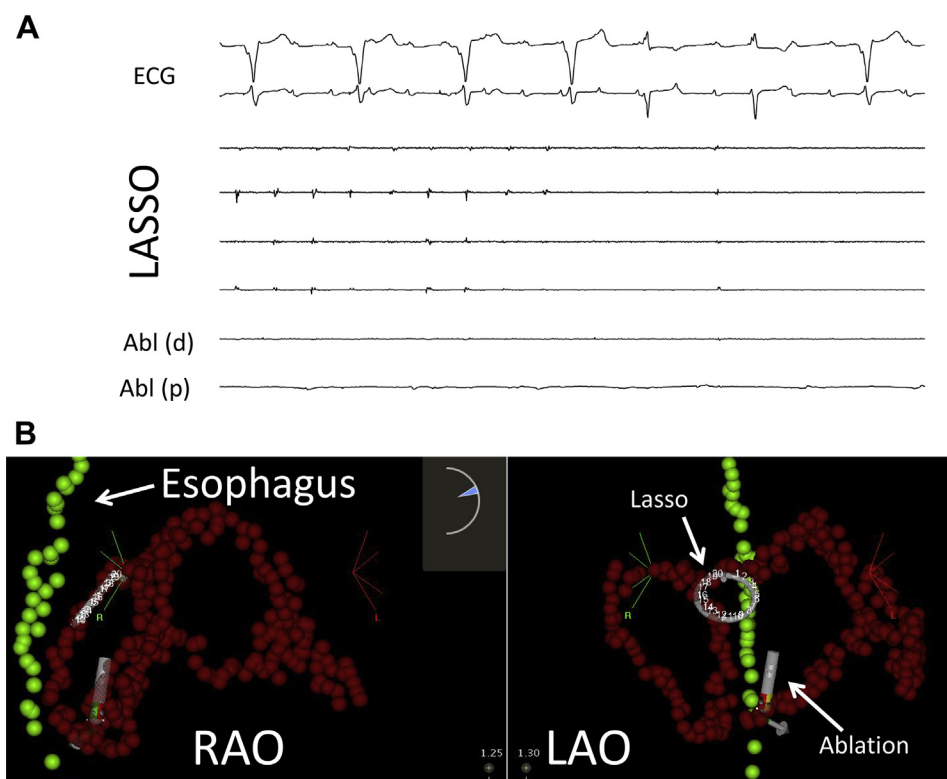 A
ECG
LASSO
Abl (d)
Abl (p)
B
Esophagus
R
L
RAO
1.25
Lasso
R
L
1.30
LAO
Ablation